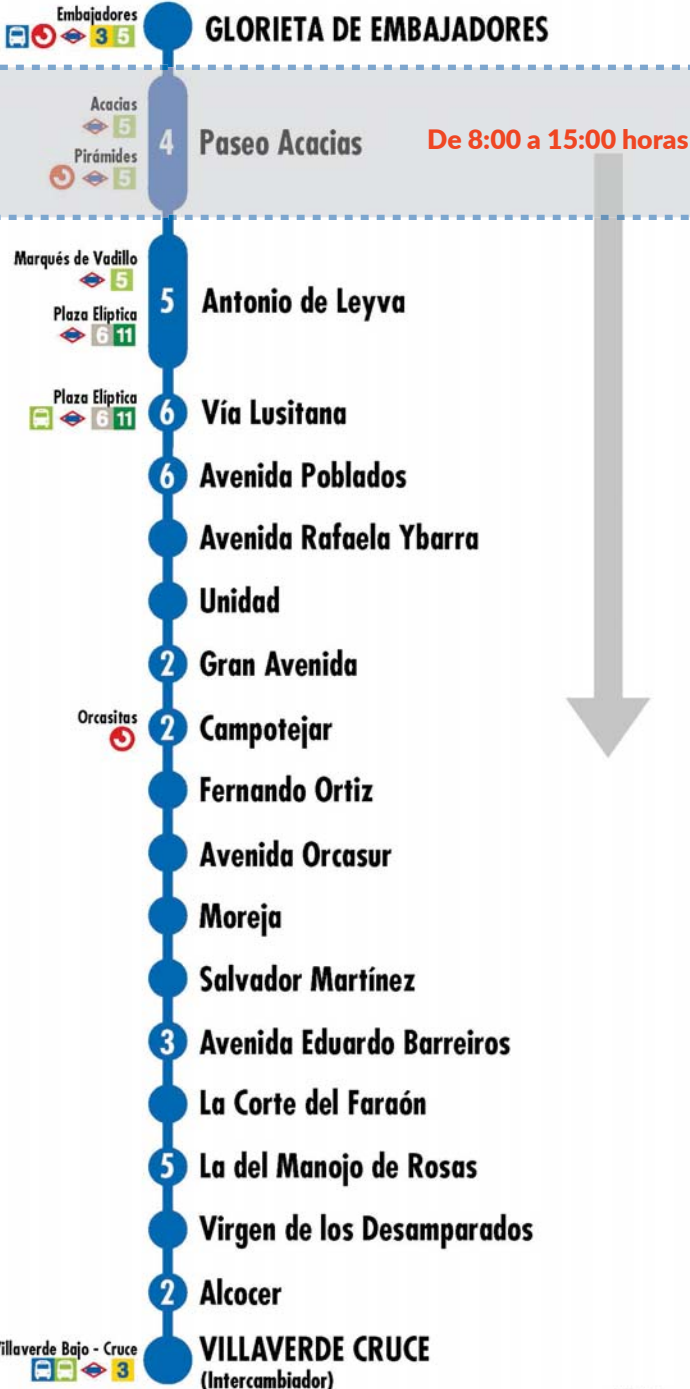 Embajadores
3 5
GLORIETA DE EMBAJADORES
Acacias
5
Pirámides
5
4
Paseo Acacias
De 8:00 a 15:00 horas
Marqués de Vadillo
5
Plaza Elíptica
6 11
5
Antonio de Leyva
Plaza Elíptica
6 11
6
Vía Lusitana
6
Avenida Poblados
Avenida Rafaela Ybarra
Unidad
2
Gran Avenida
Orcasitas
2
Campotejar
Fernando Ortiz
Avenida Orcasur
Moreja
Salvador Martínez
3
Avenida Eduardo Barreiros
La Corte del Faraón
5
La del Manojo de Rosas
Virgen de los Desamparados
2
Alcocer
illaverde Bajo - Cruce
3
VILLAVERDE CRUCE
(Intercambiador)